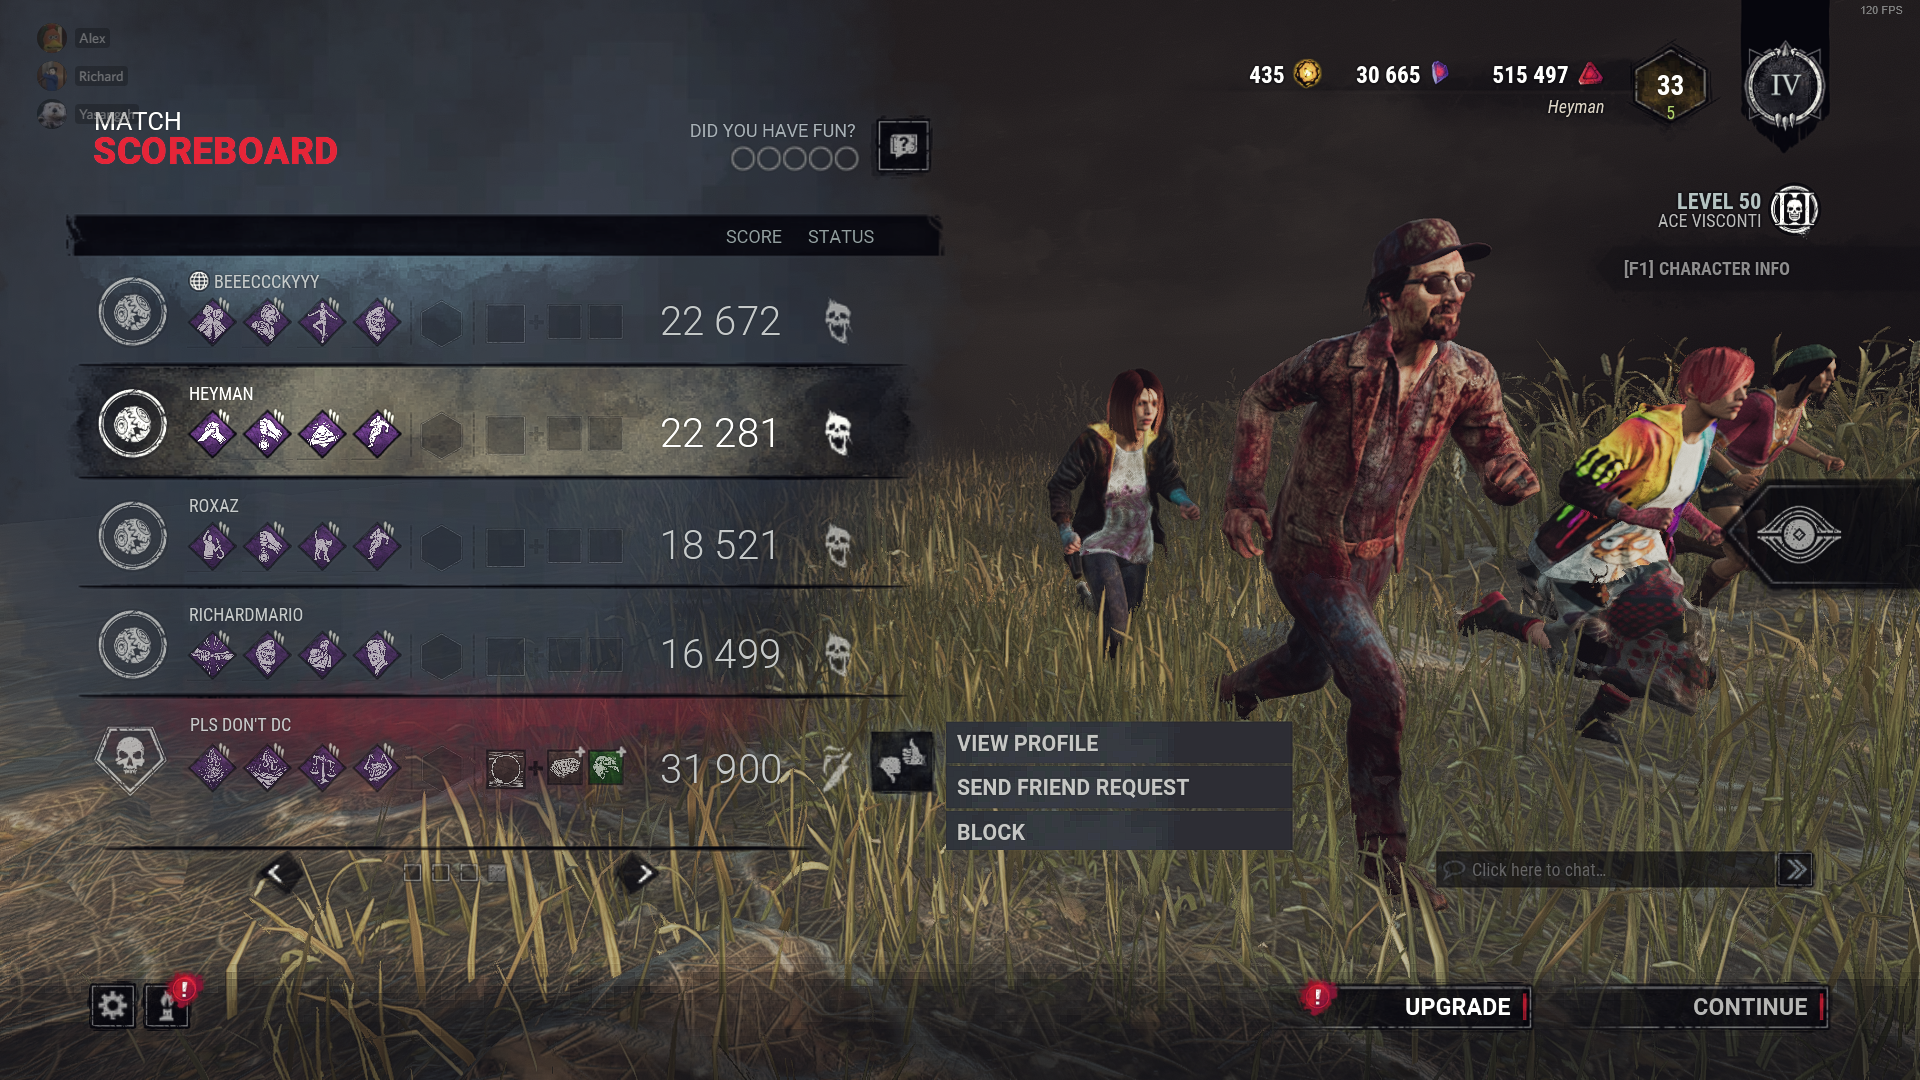 120 FPS
Alex
Richard
MATCH
SCOREBOARD
DID YOU HAVE FUN?
435
30 665
515 497
Heyman
33
5
IV
LEVEL 50
ACE VISCONTI
III
[F1] CHARACTER INFO
SCORE STATUS
BEEECCCKYYY
22 672
HEYMAN
22 281
ROXAZ
18 521
RICHARDMARIO
16 499
PLS DON'T DC
31 900
VIEW PROFILE
SEND FRIEND REQUEST
BLOCK
Click here to chat...
UPGRADE
CONTINUE